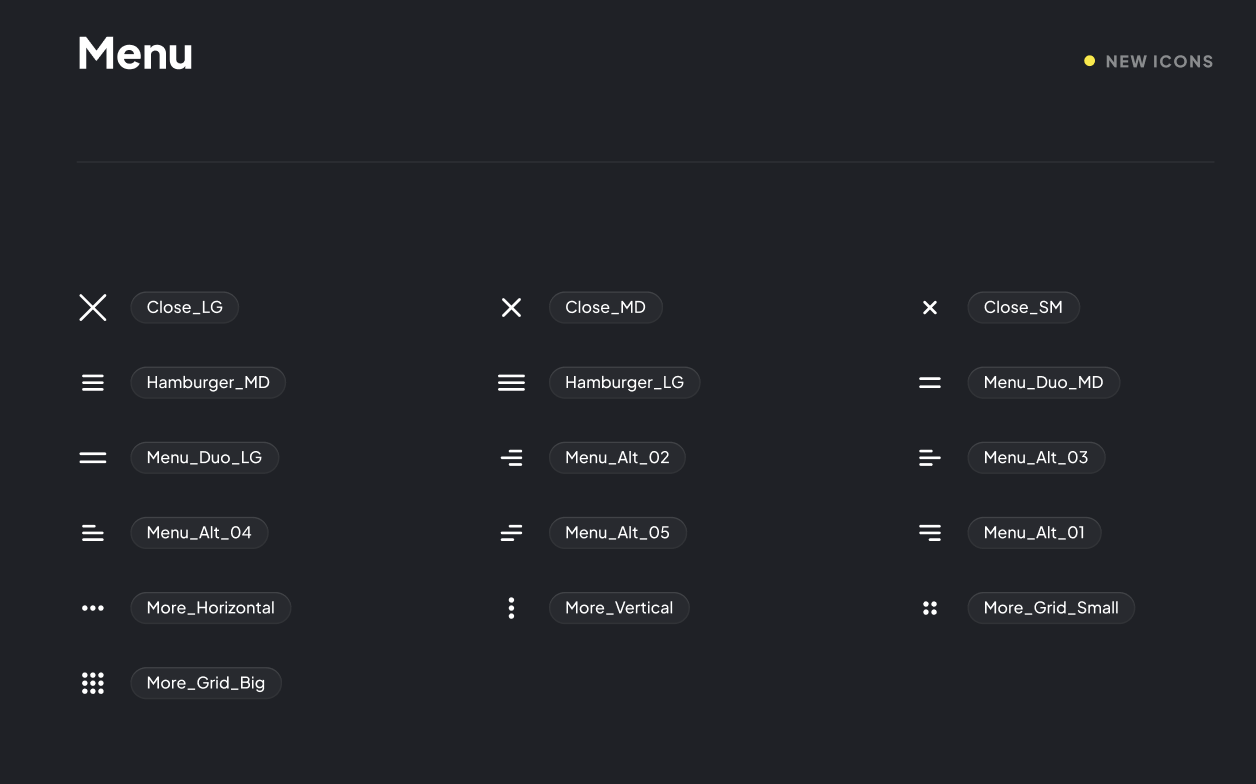 Menu
NEW ICONS
Close_LG
Close_MD
Close_SM
Hamburger_MD
Hamburger_LG
Menu_Duo_MD
Menu_Duo_LG
Menu_Alt_02
Menu_Alt_03
Menu_Alt_04
Menu_Alt_05
Menu_Alt_01
More_Horizontal
More_Vertical
More_Grid_Small
More_Grid_Big